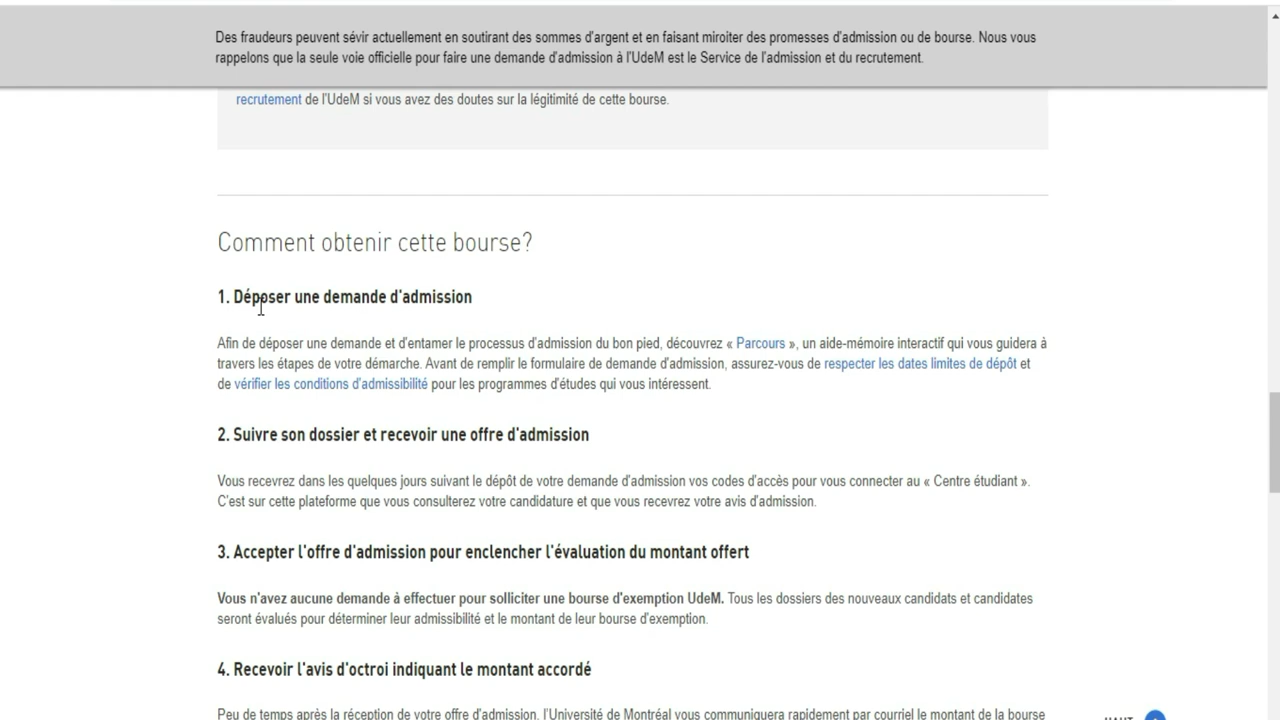 Des fraudeurs peuvent sévir actuellement en soutirant des sommes d'argent et en faisant miroiter des promesses d'admission ou de bourse. Nous vous
rappelons que la seule voie officielle pour faire une demande d'admission à l'UdeM est le Service de l'admission et du recrutement.
recrutement de l'UdeM si vous avez des doutes sur la légitimité de cette bourse.
Comment obtenir cette bourse?
1. Déposer une demande d'admission
Afin de déposer une demande et d'entamer le processus d'admission du bon pied, découvrez « Parcours », un aide-mémoire interactif qui vous guidera à
travers les étapes de votre démarche. Avant de remplir le formulaire de demande d'admission, assurez-vous de respecter les dates limites de dépôt et
de vérifier les conditions d'admissibilité pour les programmes d'études qui vous intéressent.
2. Suivre son dossier et recevoir une offre d'admission
Vous recevrez dans les quelques jours suivant le dépôt de votre demande d'admission vos codes d'accès pour vous connecter au « Centre étudiant ».
C'est sur cette plateforme que vous consulterez votre candidature et que vous recevrez votre avis d'admission.
3. Accepter l'offre d'admission pour enclencher l'évaluation du montant offert
Vous n'avez aucune demande à effectuer pour solliciter une bourse d'exemption UdeM. Tous les dossiers des nouveaux candidats et candidates
seront évalués pour déterminer leur admissibilité et le montant de leur bourse d'exemption.
4. Recevoir l'avis d'octroi indiquant le montant accordé
Peu de temps après la réception de votre offre d'admission, l'Université de Montréal vous communiquera rapidement par courriel le montant de la bourse
HAUT